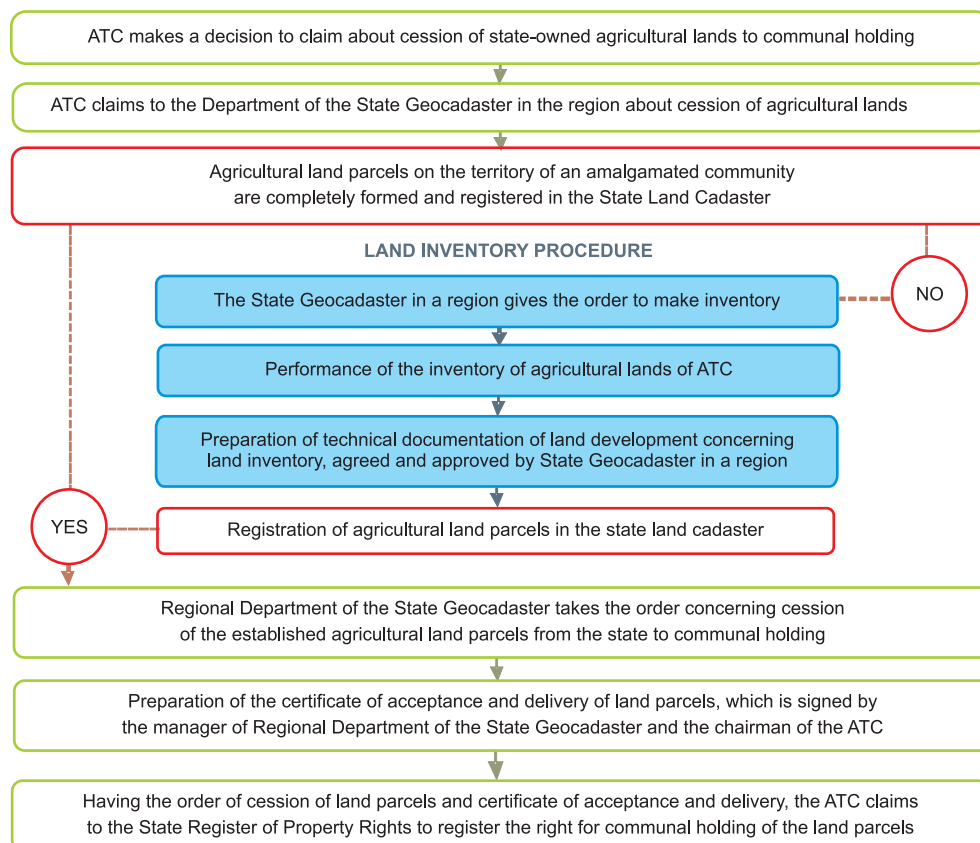 ATC makes a decision to claim about cession of state-owned agricultural lands to communal holding
ATC claims to the Department of the State Geocadaster in the region about cession of agricultural lands
Agricultural land parcels on the territory of an amalgamated community
are completely formed and registered in the State Land Cadaster
LAND INVENTORY PROCEDURE
NO
The State Geocadaster in a region gives the order to make inventory
Performance of the inventory of agricultural lands of ATC
Preparation of technical documentation of land development concerning
land inventory, agreed and approved by State Geocadaster in a region
YES
Registration of agricultural land parcels in the state land cadaster
Regional Department of the State Geocadaster takes the order concerning cession
of the established agricultural land parcels from the state to communal holding
Preparation of the certificate of acceptance and delivery of land parcels, which is signed by
the manager of Regional Department of the State Geocadaster and the chairman of the ATC
Having the order of cession of land parcels and certificate of acceptance and delivery, the ATC claims
to the State Register of Property Rights to register the right for communal holding of the land parcels